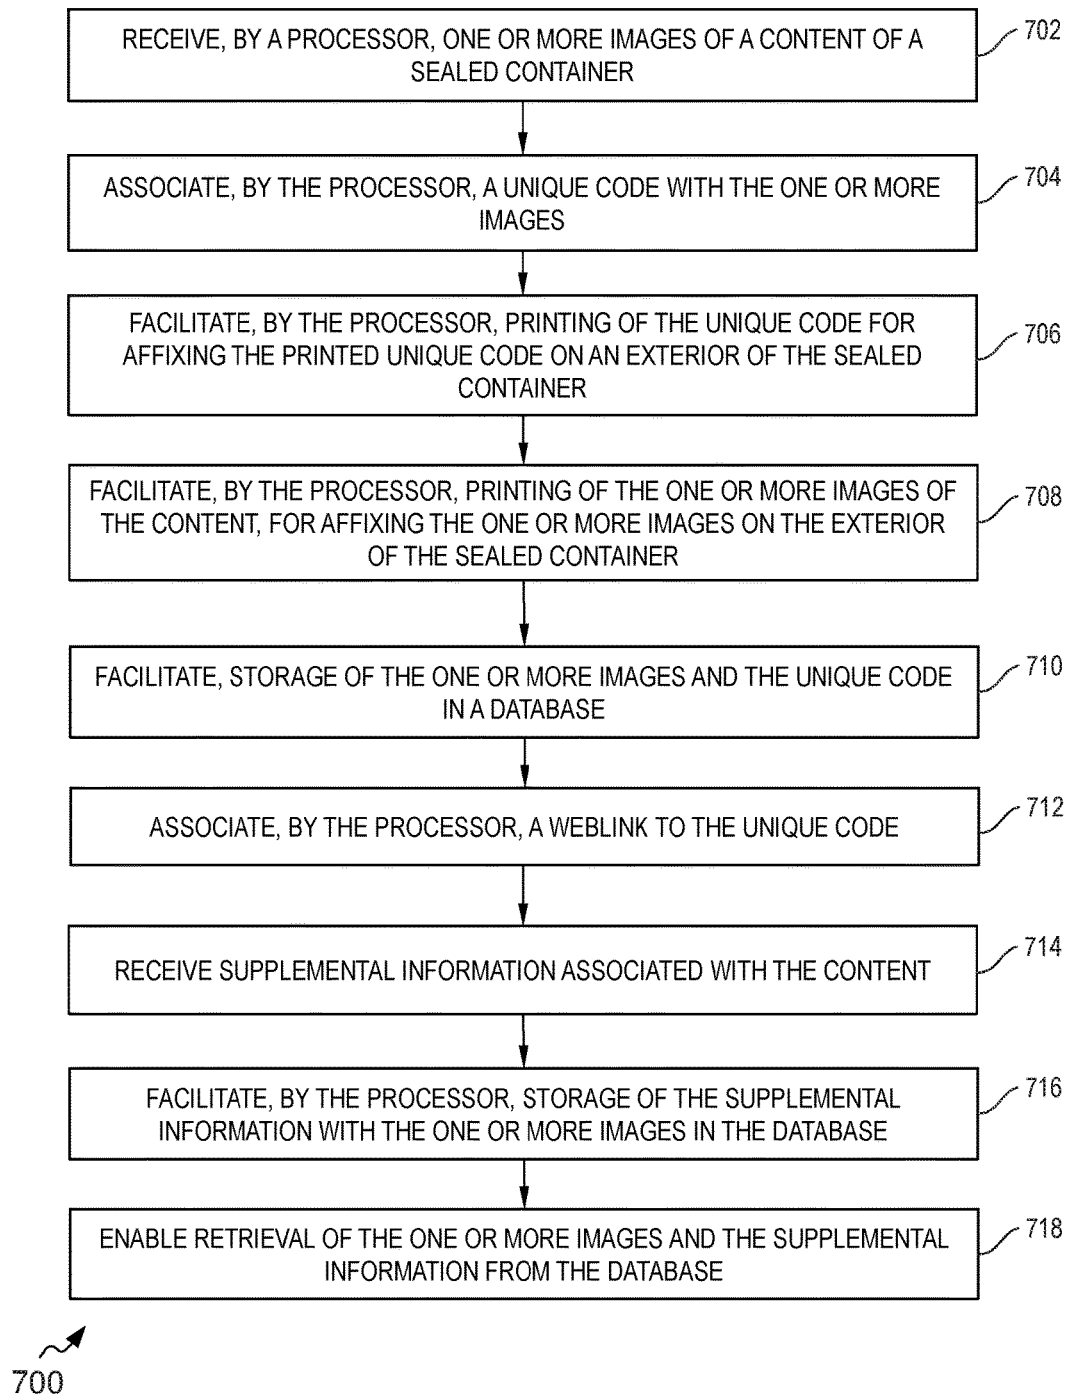 RECEIVE, BY A PROCESSOR, ONE OR MORE IMAGES OF A CONTENT OF A
SEALED CONTAINER
702
ASSOCIATE, BY THE PROCESSOR, A UNIQUE CODE WITH THE ONE OR MORE
IMAGES
704
FACILITATE, BY THE PROCESSOR, PRINTING OF THE UNIQUE CODE FOR
AFFIXING THE PRINTED UNIQUE CODE ON AN EXTERIOR OF THE SEALED
CONTAINER
706
FACILITATE, BY THE PROCESSOR, PRINTING OF THE ONE OR MORE IMAGES OF
THE CONTENT, FOR AFFIXING THE ONE OR MORE IMAGES ON THE EXTERIOR
OF THE SEALED CONTAINER
708
FACILITATE, STORAGE OF THE ONE OR MORE IMAGES AND THE UNIQUE CODE
IN A DATABASE
710
ASSOCIATE, BY THE PROCESSOR, A WEBLINK TO THE UNIQUE CODE
712
RECEIVE SUPPLEMENTAL INFORMATION ASSOCIATED WITH THE CONTENT
714
FACILITATE, BY THE PROCESSOR, STORAGE OF THE SUPPLEMENTAL
INFORMATION WITH THE ONE OR MORE IMAGES IN THE DATABASE
716
ENABLE RETRIEVAL OF THE ONE OR MORE IMAGES AND THE SUPPLEMENTAL
INFORMATION FROM THE DATABASE
718
700